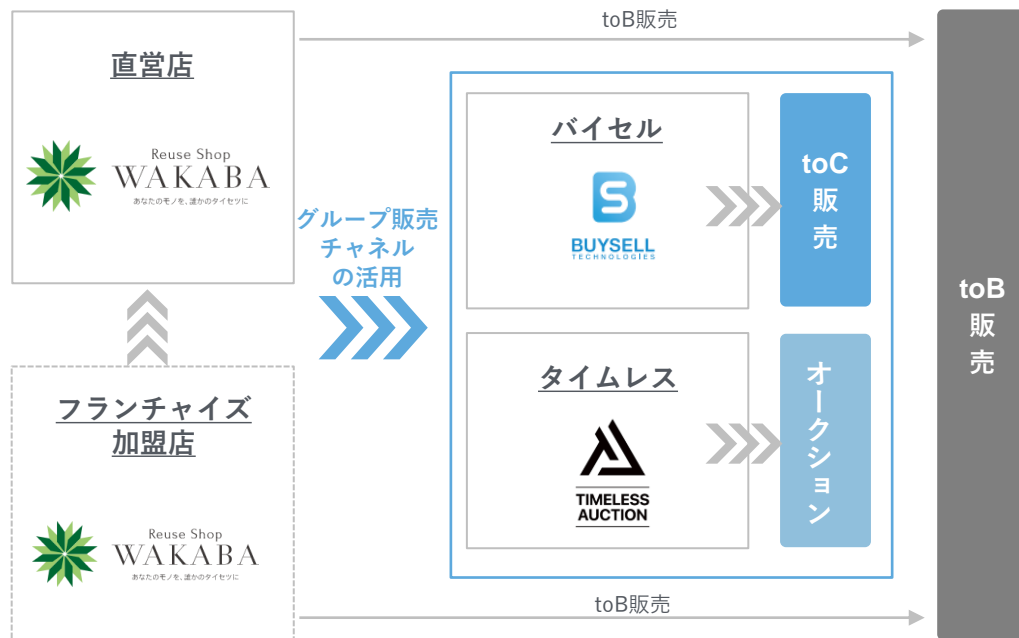 toB販売
直営店
Reuse Shop
WAKABA
あなたのモノを、誰かのタイセツに
グループ販売
チャネル
の活用
バイセル
BUYSELL
TECHNOLOGIES
toC
販
売
タイムレス
TIMELESS
AUCTION
オークション
toB
販
売
フランチャイズ
加盟店
Reuse Shop
WAKABA
あなたのモノを、誰かのタイセツに
toB販売